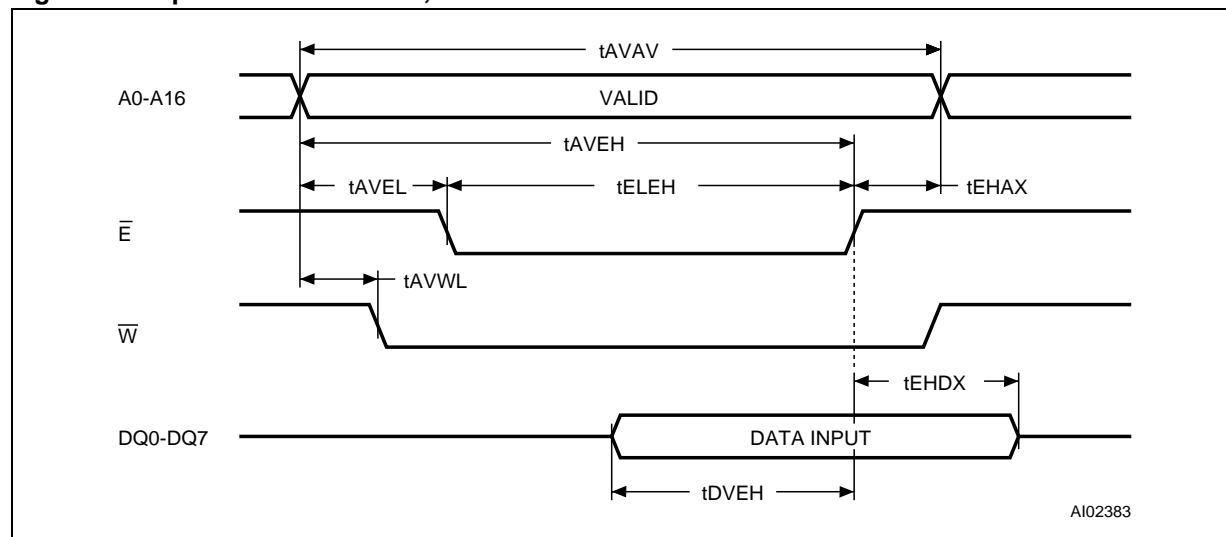 tAVAV
A0-A16
VALID
tAVEH
tAVEL
tELEH
tEHAX
E̅
tAVWL
W̅
tEHDX
DQ0-DQ7
DATA INPUT
tDVEH
AI02383